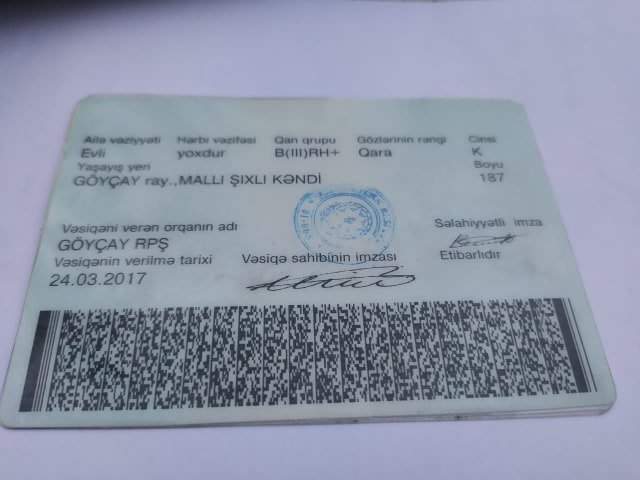 Ailə vəziyyəti Hərbi vəzifəsi Qan qrupu Gözlərinin rəngi Cinsi
Evli yoxdur B(III)RH+ Qara K
Yaşayış yeri Boyu
GÖYÇAY ray.,MALLI ŞIXLI KƏNDİ 187
Vəsiqəni verən orqanın adı Səlahiyyətli imza
GÖYÇAY RPŞ
Vəsiqənin verilmə tarixi Vəsiqə sahibinin imzası Etibarlıdır
24.03.2017